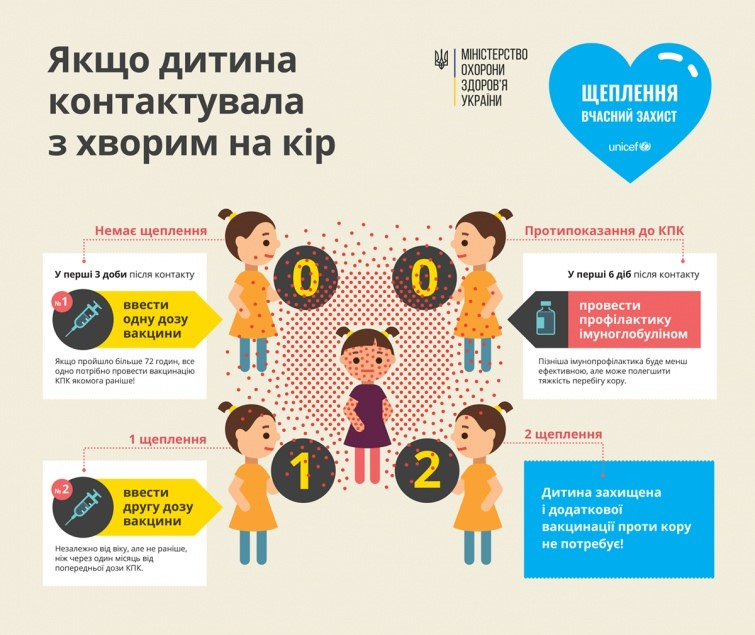 Якщо дитина
контактувала
з хворим на кір
МІНІСТЕРСТВО
ОХОРОНИ
ЗДОРОВ'Я
УКРАЇНИ
ЩЕПЛЕННЯ
ВЧАСНИЙ ЗАХИСТ
unicef
Немає щеплення
У перші 3 доби після контакту
№1
ввести
одну дозу
вакцини
Якщо пройшло більше 72 годин, все
одно потрібно провести вакцинацію
КПК якомога раніше!
0
0
Протипоказання до КПК
У перші 6 діб після контакту
провести
профілактику
імуноглобуліном
Пізніша імунопрофілактика буде менш
ефективною, але може полегшити
тяжкість перебігу кору.
1 щеплення
№2
ввести
другу дозу
вакцини
Незалежно від віку, але не раніше,
ніж через один місяць від
попередньої дози КПК.
1
2
2 щеплення
Дитина захищена
і додаткової
вакцинації проти кору
не потребує!